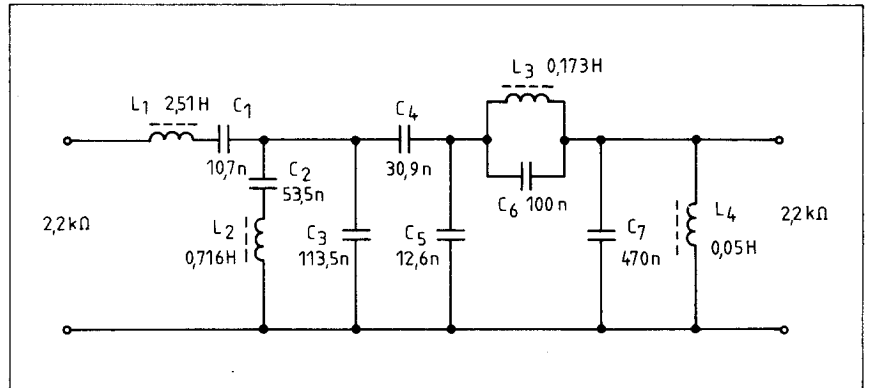 L1 2,51H
C1
10,7n
C2
53,5n
L2
0,716H
C3
113,5n
C4
30,9n
C5
12,6n
L3 0,173H
C6 100n
C7
470n
L4
0,05H
2,2kΩ
2,2kΩ